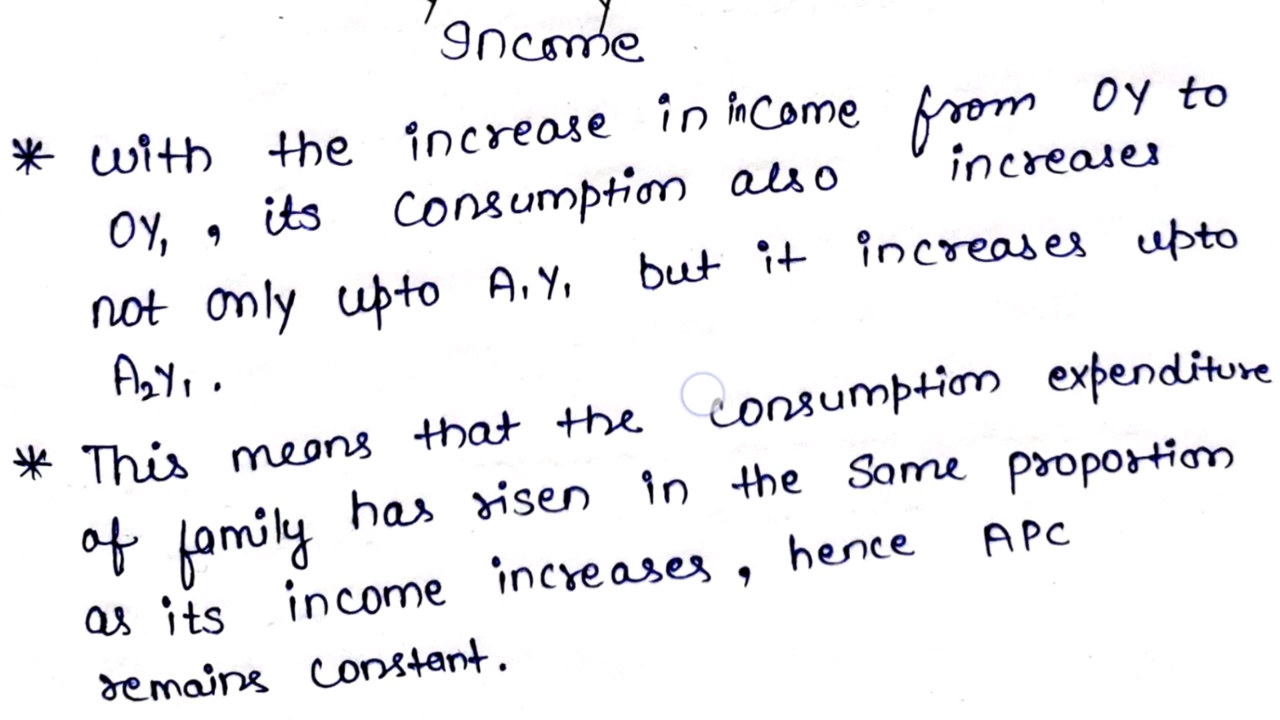 Income
* with the increase in income from OY to
OY₁, its consumption also increases
not only upto A₁Y₁ but it increases upto
A₂Y₁.
* This means that the consumption expenditure
of family has risen in the same proportion
as its income increases, hence APC
remains constant.